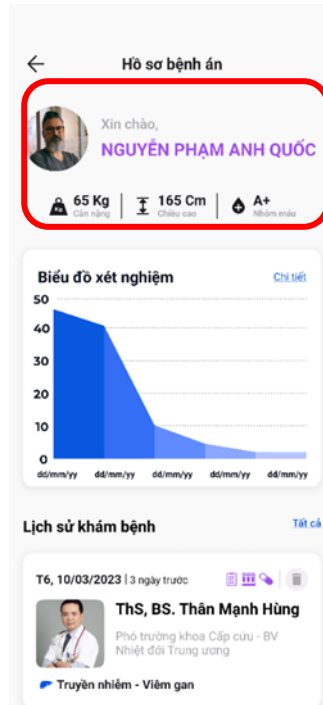 Hồ sơ bệnh án
Xin chào,
NGUYỄN PHẠM ANH QUỐC
65 Kg
Cân nặng
165 Cm
Chiều cao
A+
Nhóm máu
Biểu đồ xét nghiệm
Chi tiết
50
40
30
20
10
0
dd/mm/yy dd/mm/yy dd/mm/yy dd/mm/yy dd/mm/yy
Lịch sử khám bệnh
Tất cả
T6, 10/03/2023 | 3 ngày trước
ThS, BS. Thân Mạnh Hùng
Phó trưởng khoa Cấp cứu - BV
Nhiệt đới Trung ương
Truyền nhiễm - Viêm gan